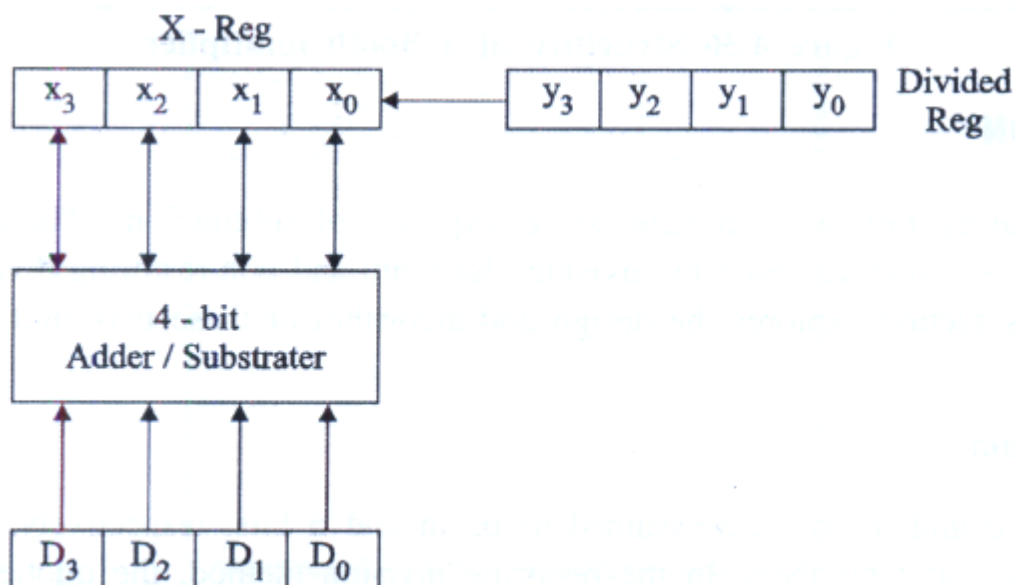 X - Reg
x3 x2 x1 x0
y3 y2 y1 y0
Divided
Reg
4 - bit
Adder / Substrater
D3 D2 D1 D0